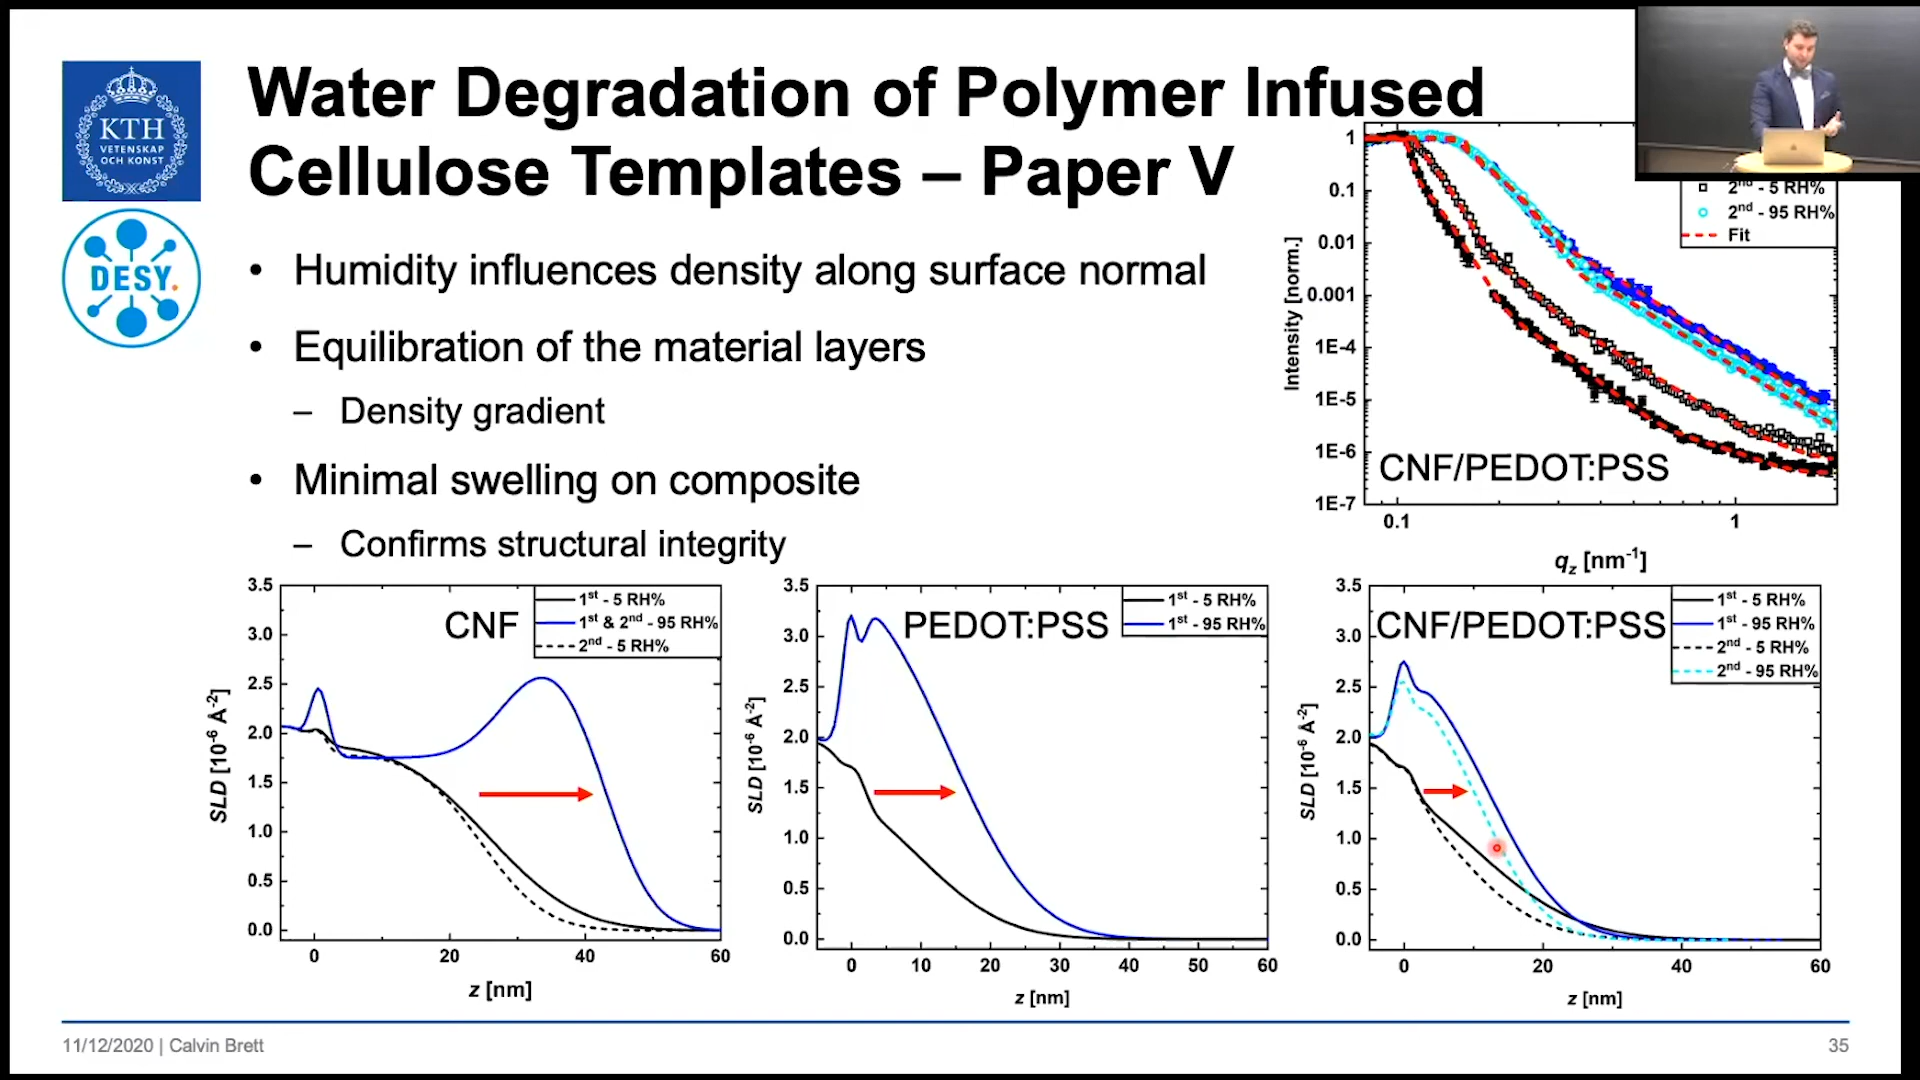 KTH
VETENSKAP
OCH KONST
DESY.
Water Degradation of Polymer Infused
Cellulose Templates – Paper V
• Humidity influences density along surface normal
• Equilibration of the material layers
– Density gradient
• Minimal swelling on composite
– Confirms structural integrity
2nd - 5 RH%
2nd - 95 RH%
Fit
Intensity [norm.]
1
0.1
0.01
0.001
1E-4
1E-5
1E-6
1E-7
CNF/PEDOT:PSS
0.1
1
qz [nm-1]
CNF
1st - 5 RH%
1st & 2nd - 95 RH%
2nd - 5 RH%
SLD [10-6 Å-2]
3.5
3.0
2.5
2.0
1.5
1.0
0.5
0.0
0
20
40
60
z [nm]
PEDOT:PSS
1st - 5 RH%
1st - 95 RH%
SLD [10-6 Å-2]
3.5
3.0
2.5
2.0
1.5
1.0
0.5
0.0
0
10
20
30
40
50
60
z [nm]
CNF/PEDOT:PSS
1st - 5 RH%
1st - 95 RH%
2nd - 5 RH%
2nd - 95 RH%
SLD [10-6 Å-2]
3.5
3.0
2.5
2.0
1.5
1.0
0.5
0.0
0
20
40
60
z [nm]
11/12/2020 | Calvin Brett
35